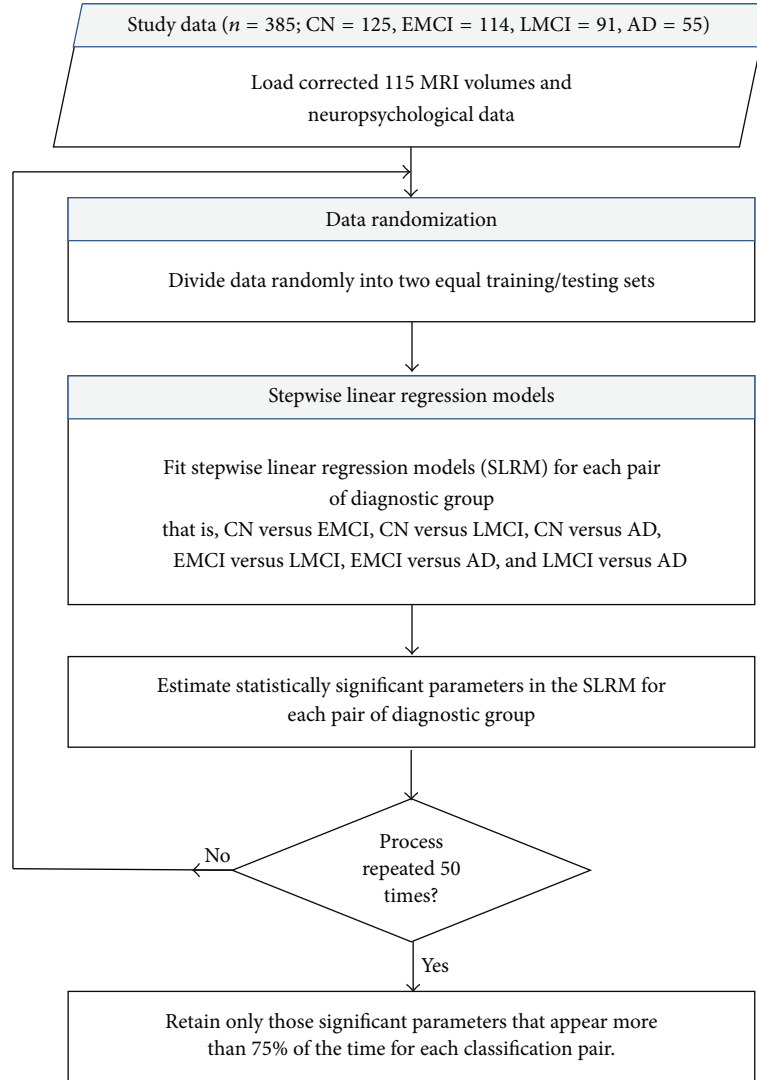 Study data (n = 385; CN = 125, EMCI = 114, LMCI = 91, AD = 55)
Load corrected 115 MRI volumes and
neuropsychological data
Data randomization
Divide data randomly into two equal training/testing sets
Stepwise linear regression models
Fit stepwise linear regression models (SLRM) for each pair
of diagnostic group
that is, CN versus EMCI, CN versus LMCI, CN versus AD,
EMCI versus LMCI, EMCI versus AD, and LMCI versus AD
Estimate statistically significant parameters in the SLRM for
each pair of diagnostic group
Process
repeated 50
times?
No
Yes
Retain only those significant parameters that appear more
than 75% of the time for each classification pair.